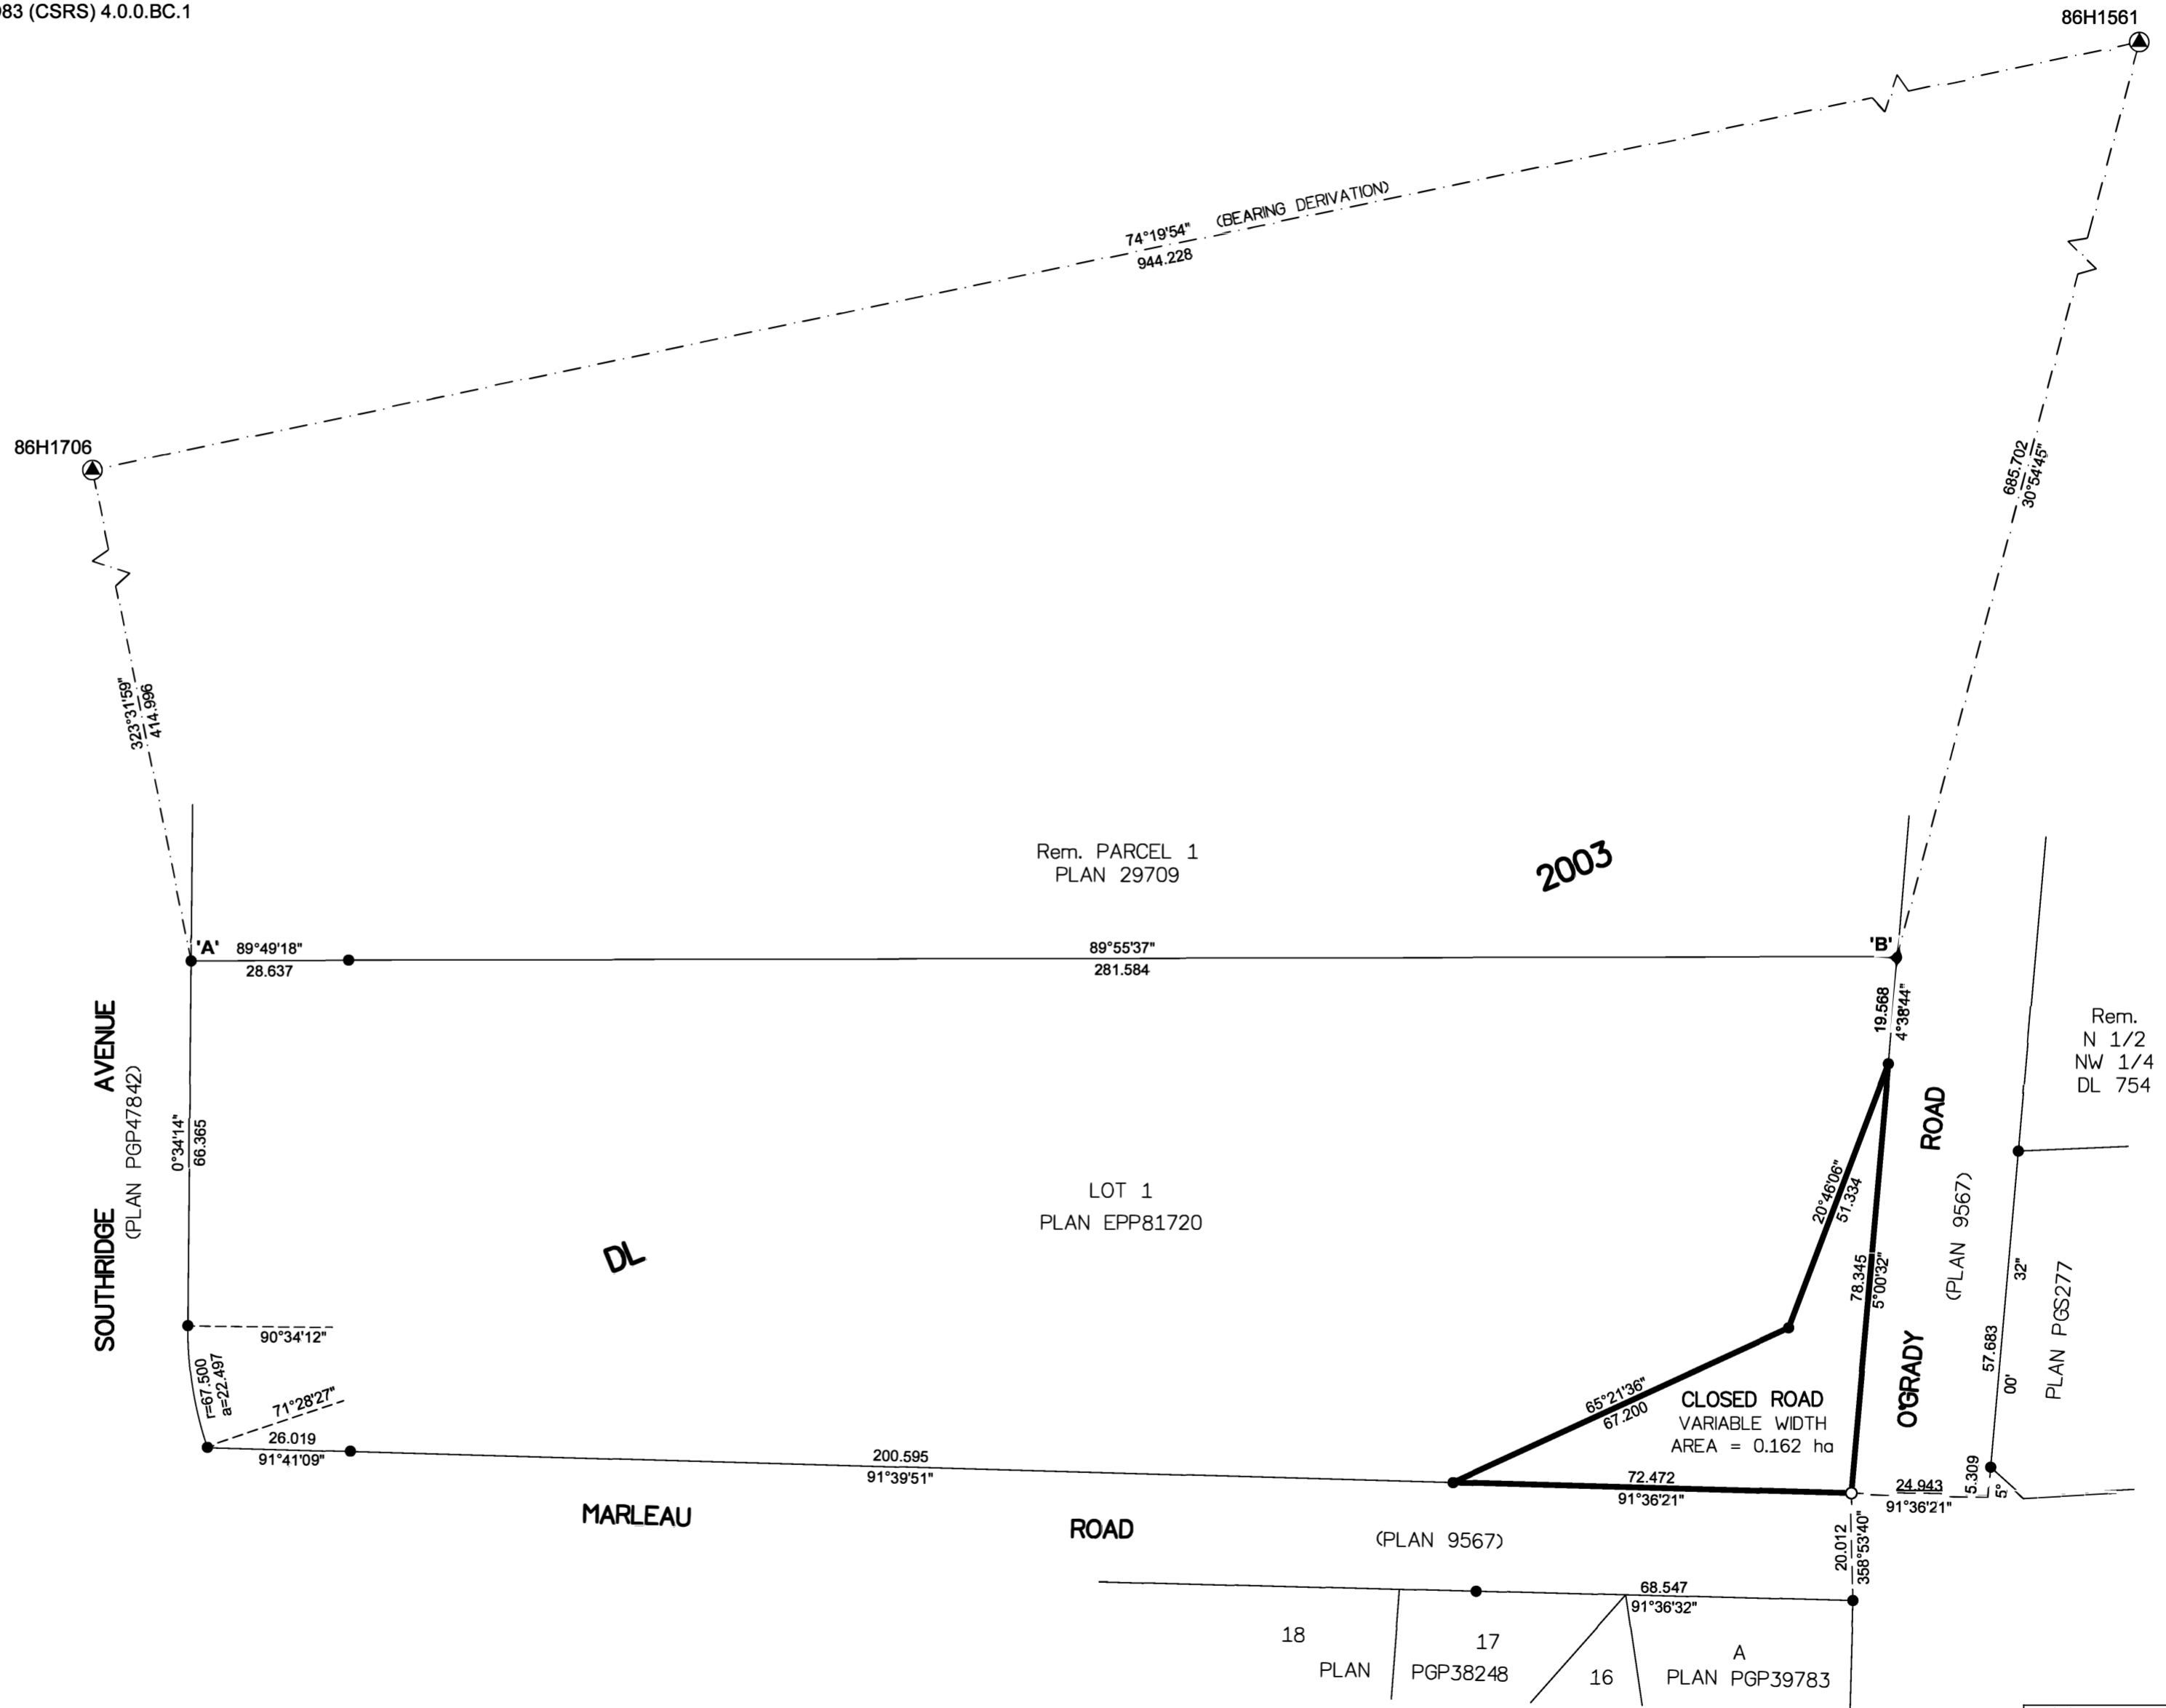 83 (CSRS) 4.0.0.BC.1
86H1561
74°19'54" (BEARING DERIVATION)
944.228
86H1706
685.702
30°54'45"
323°31'59"
414.996
Rem. PARCEL 1
PLAN 29709
2003
'A'
89°49'18"
28.637
89°55'37"
281.584
'B'
19.568
4°38'44"
Rem.
N 1/2
NW 1/4
DL 754
SOUTHRIDGE AVENUE
(PLAN PGP47842)
0°34'14"
66.365
LOT 1
PLAN EPP81720
DL
20°46'06"
51.334
78.345
5°00'32"
O'GRADY ROAD
(PLAN 9567)
57.683
5° 00' 32"
PLAN PGS277
90°34'12"
r=67.500
a=22.497
71°28'27"
65°21'36"
67.200
CLOSED ROAD
VARIABLE WIDTH
AREA = 0.162 ha
26.019
91°41'09"
200.595
91°39'51"
72.472
91°36'21"
24.943
91°36'21"
5.309
MARLEAU ROAD
(PLAN 9567)
20.012
358°53'40"
68.547
91°36'32"
18
17
PLAN PGP38248
16
A
PLAN PGP39783